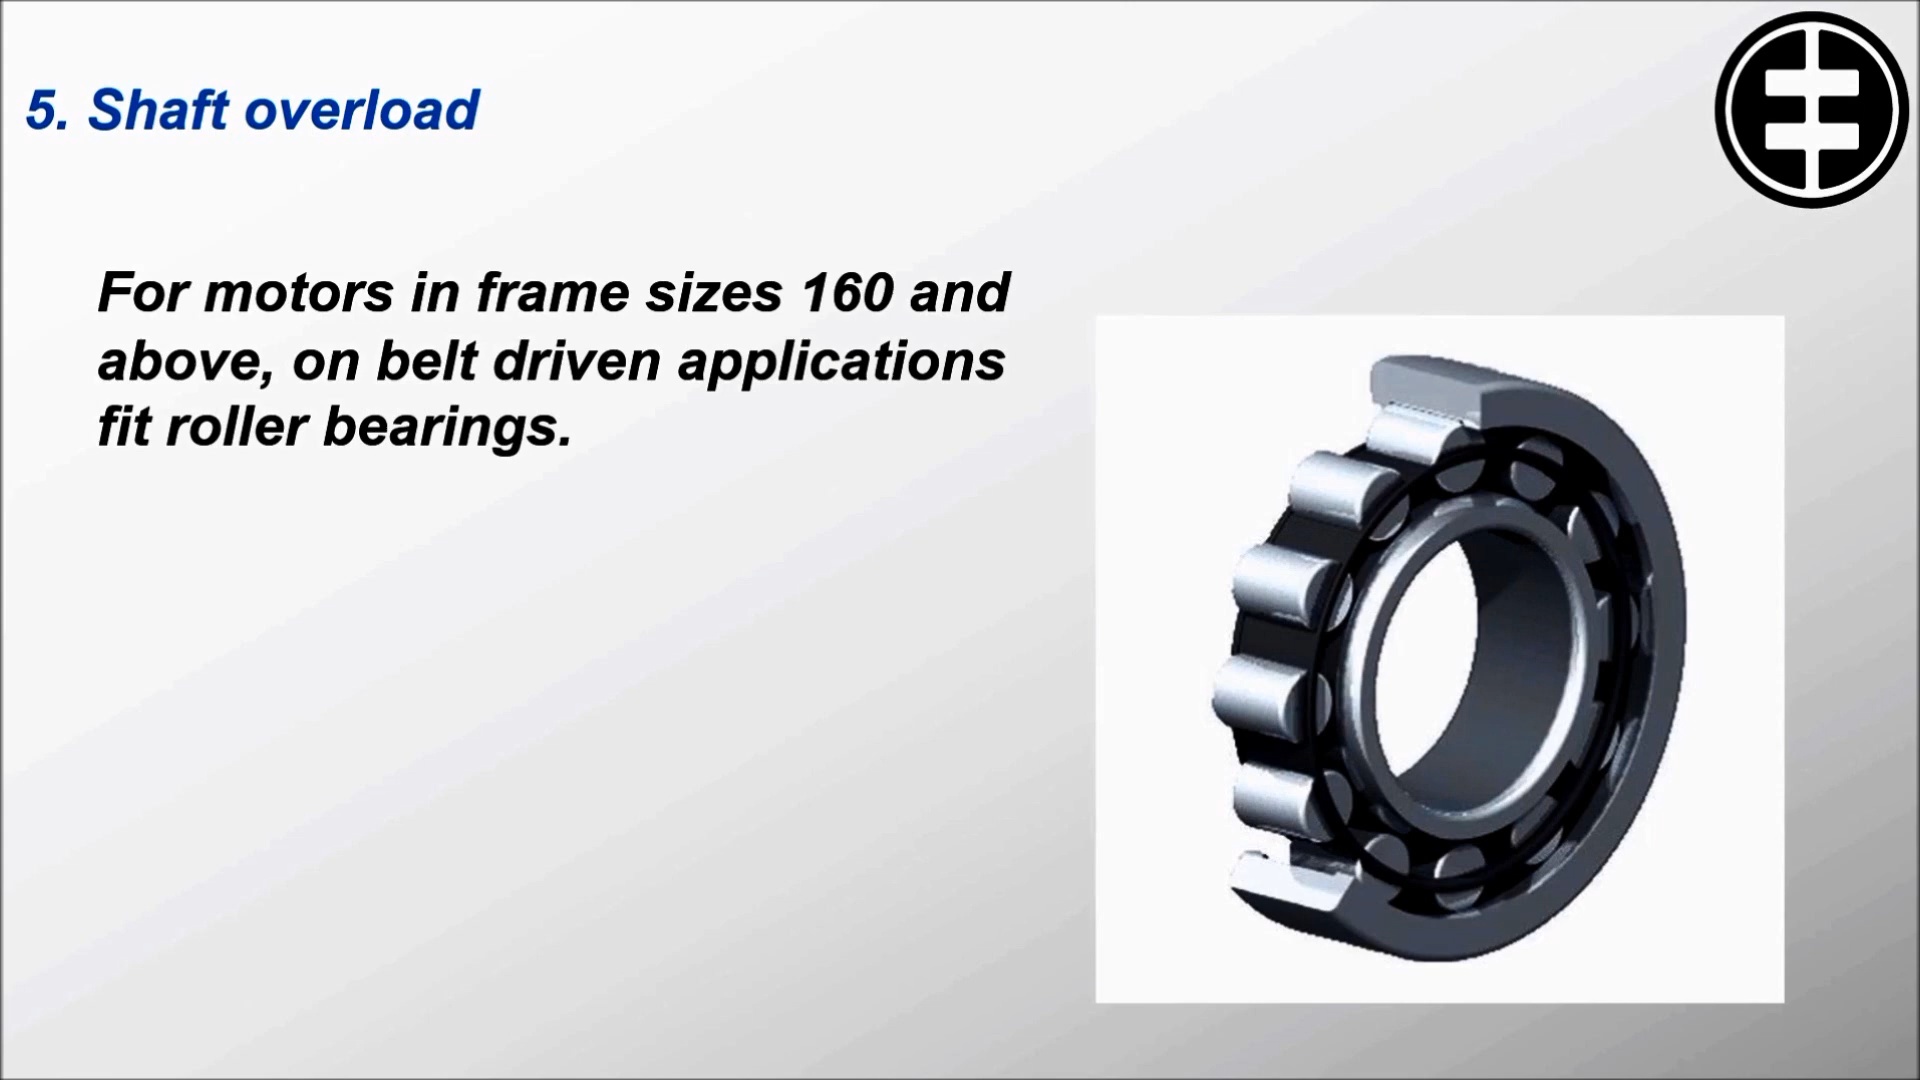 5. Shaft overload
For motors in frame sizes 160 and
above, on belt driven applications
fit roller bearings.